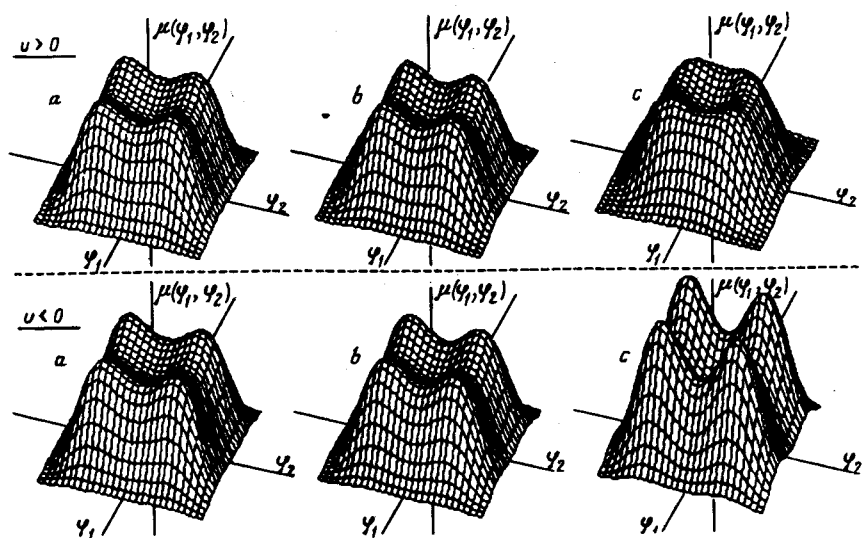 u > 0
μ(φ₁,φ₂)
μ(φ₁,φ₂)
μ(φ₁,φ₂)
a
b
c
φ₂
φ₂
φ₂
φ₁
φ₁
φ₁
u < 0
μ(φ₁,φ₂)
μ(φ₁,φ₂)
μ(φ₁,φ₂)
a
b
c
φ₂
φ₂
φ₂
φ₁
φ₁
φ₁